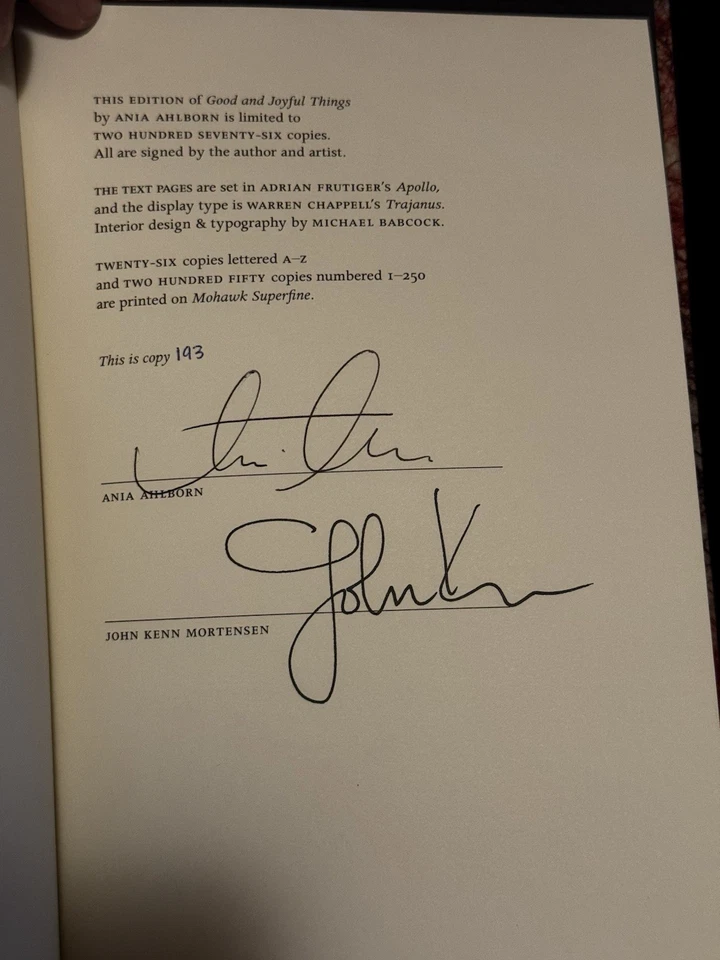 THIS EDITION of Good and Joyful Things
by ANIA AHLBORN is limited to
TWO HUNDRED SEVENTY-SIX copies.
All are signed by the author and artist.
THE TEXT PAGES are set in ADRIAN FRUTIGER'S Apollo,
and the display type is WARREN CHAPPELL'S Trajanus.
Interior design & typography by MICHAEL BABCOCK.
TWENTY-SIX copies lettered A–Z
and TWO HUNDRED FIFTY copies numbered 1–250
are printed on Mohawk Superfine.
This is copy 193
ANIA AHLBORN
John K
JOHN KENN MORTENSEN